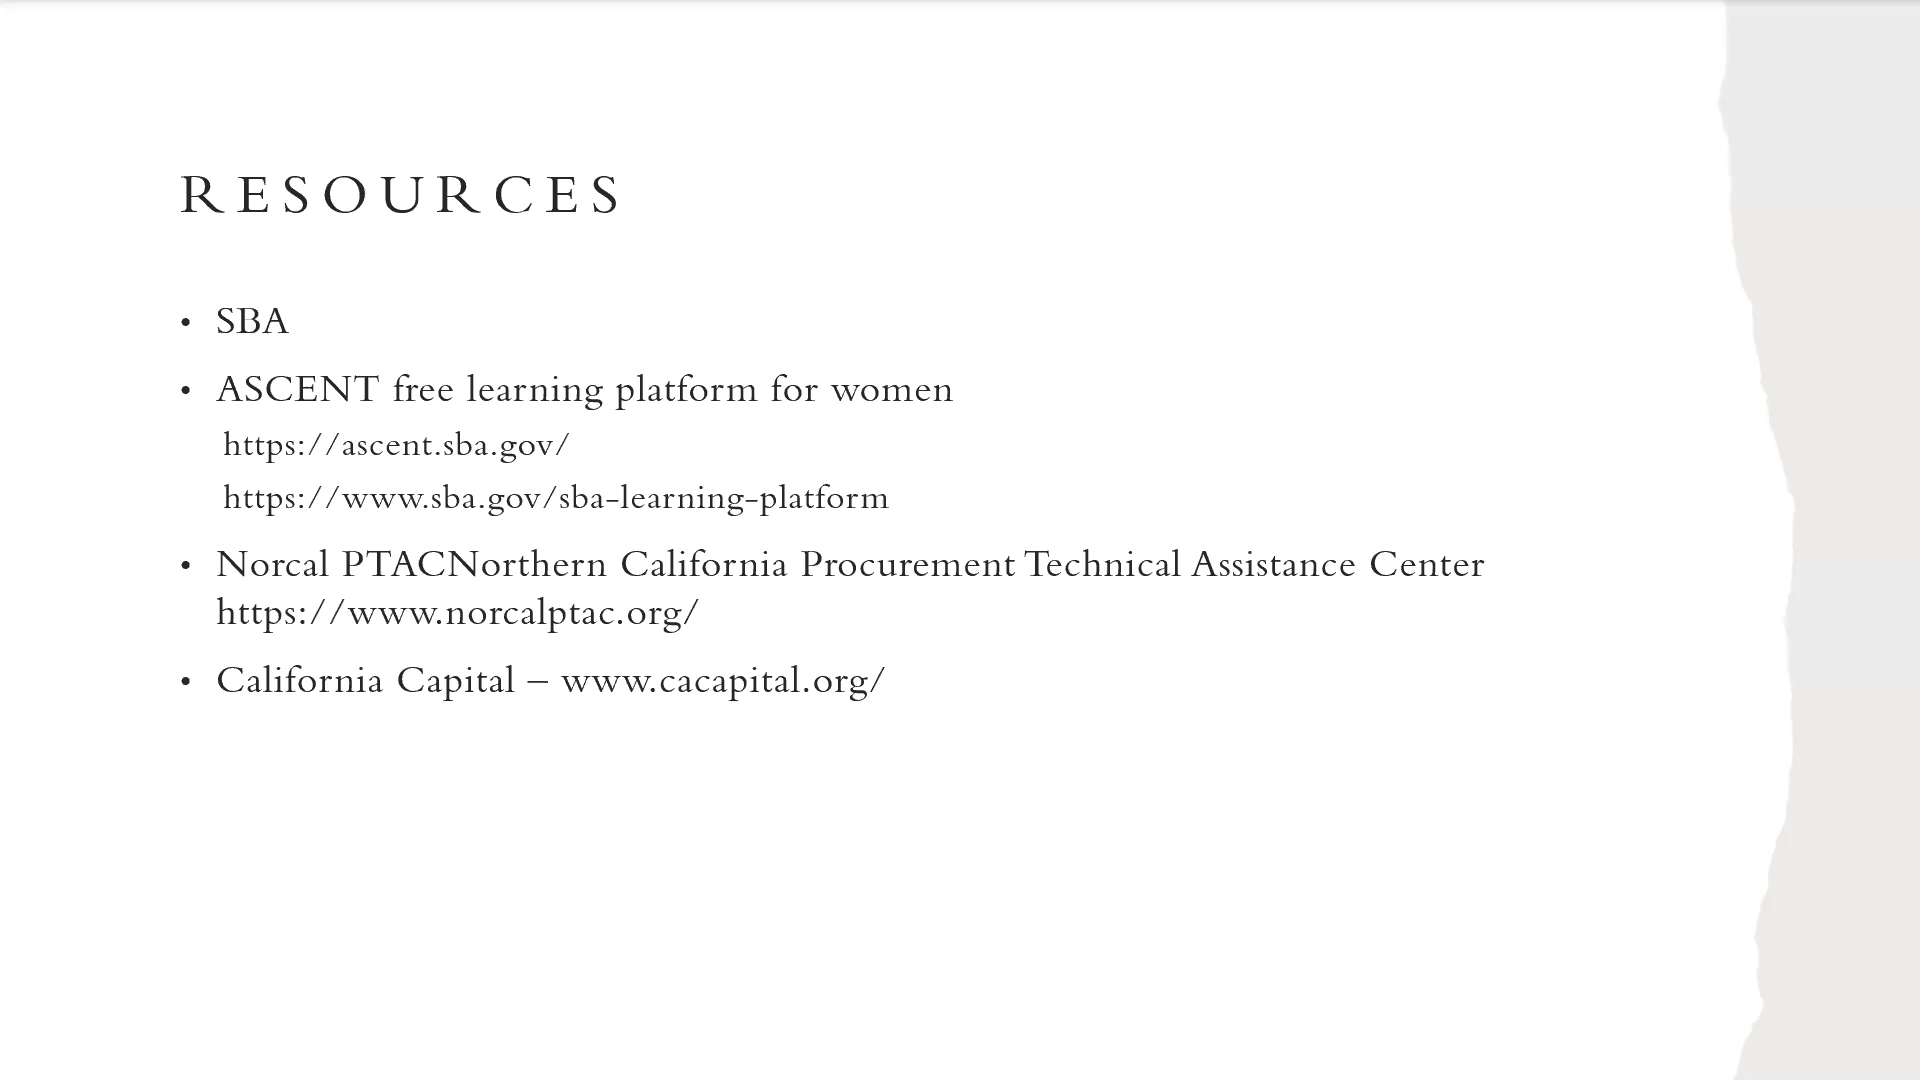 RESOURCES
• SBA
• ASCENT free learning platform for women
https://ascent.sba.gov/
https://www.sba.gov/sba-learning-platform
• Norcal PTACNorthern California Procurement Technical Assistance Center
https://www.norcalptac.org/
• California Capital – www.cacapital.org/